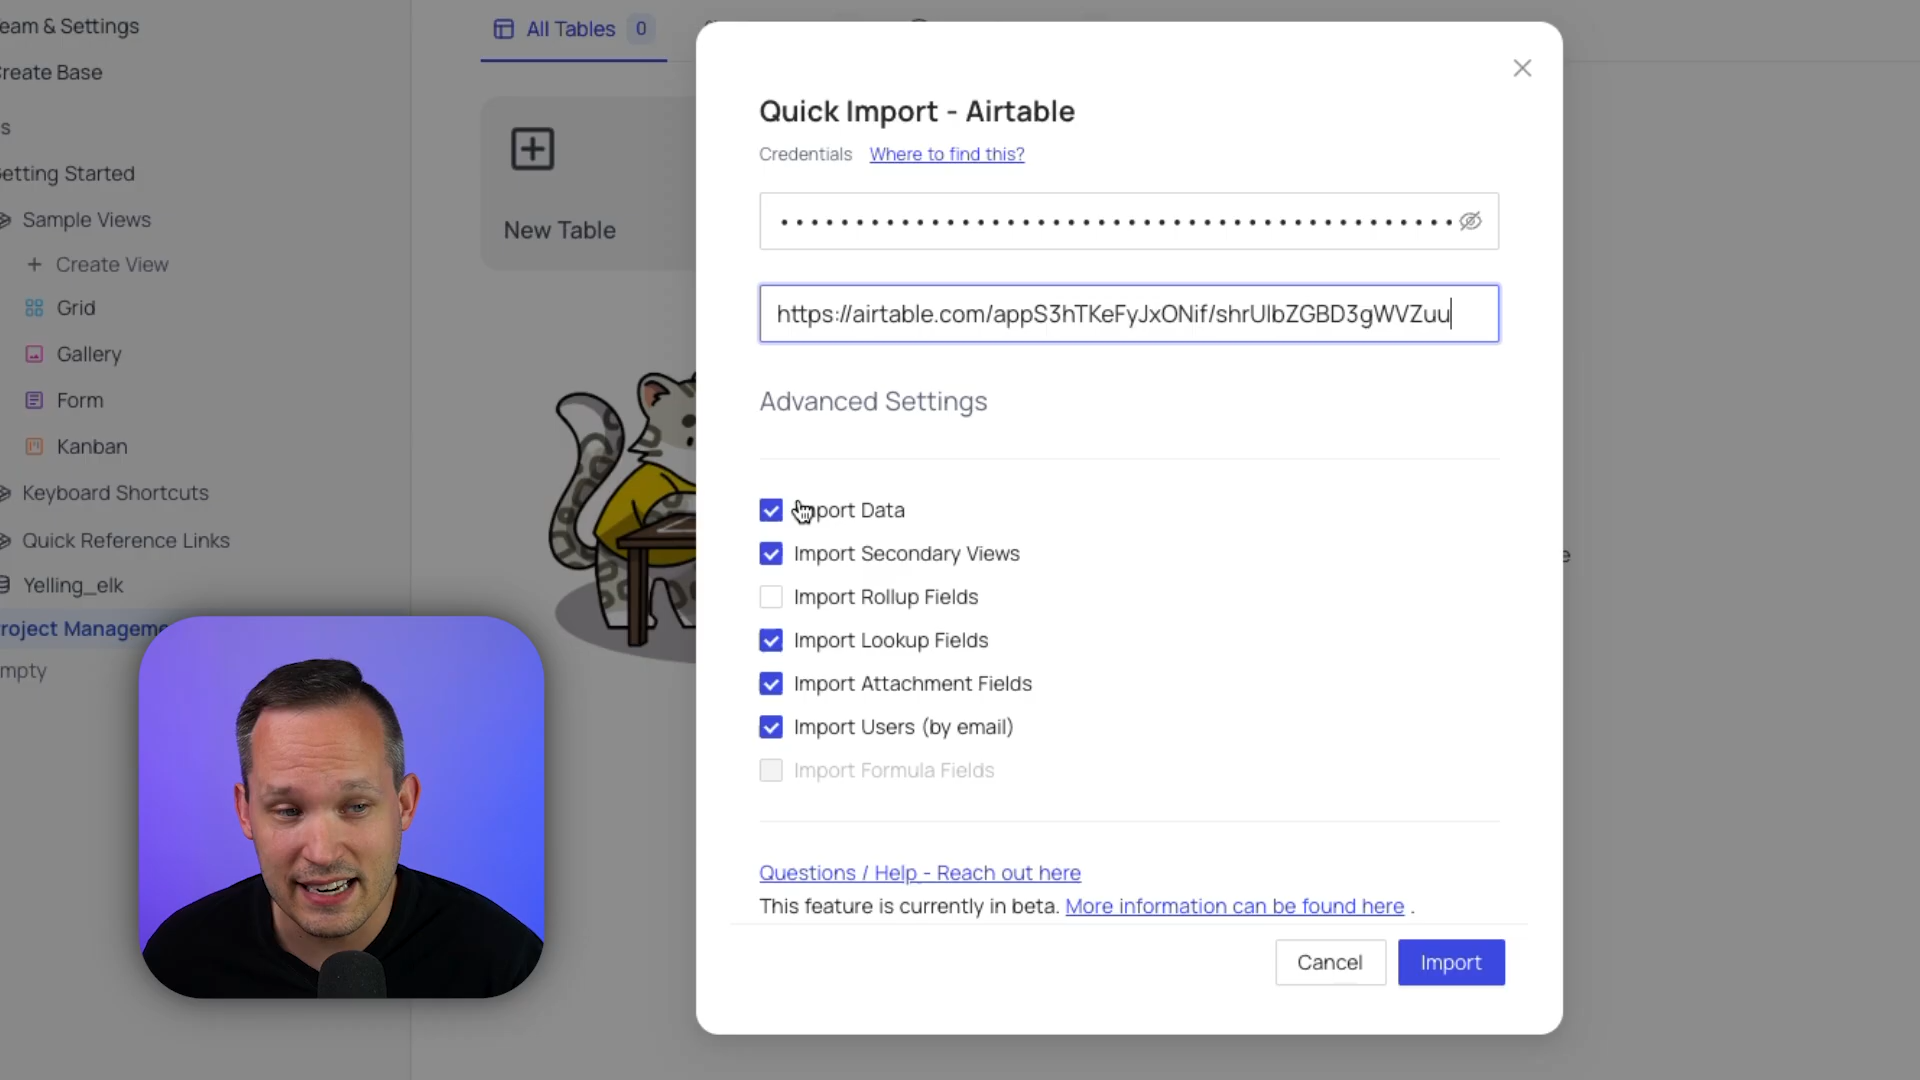 eam & Settings
reate Base
s
etting Started
Sample Views
+ Create View
Grid
Gallery
Form
Kanban
Keyboard Shortcuts
Quick Reference Links
Yelling_elk
roject Manageme
mpty
All Tables 0
New Table
Quick Import - Airtable
Credentials Where to find this?
https://airtable.com/appS3hTKeFyJxONif/shrUlbZGBD3gWVZuu
Advanced Settings
Import Data
Import Secondary Views
Import Rollup Fields
Import Lookup Fields
Import Attachment Fields
Import Users (by email)
Import Formula Fields
Questions / Help - Reach out here
This feature is currently in beta. More information can be found here .
Cancel Import
e